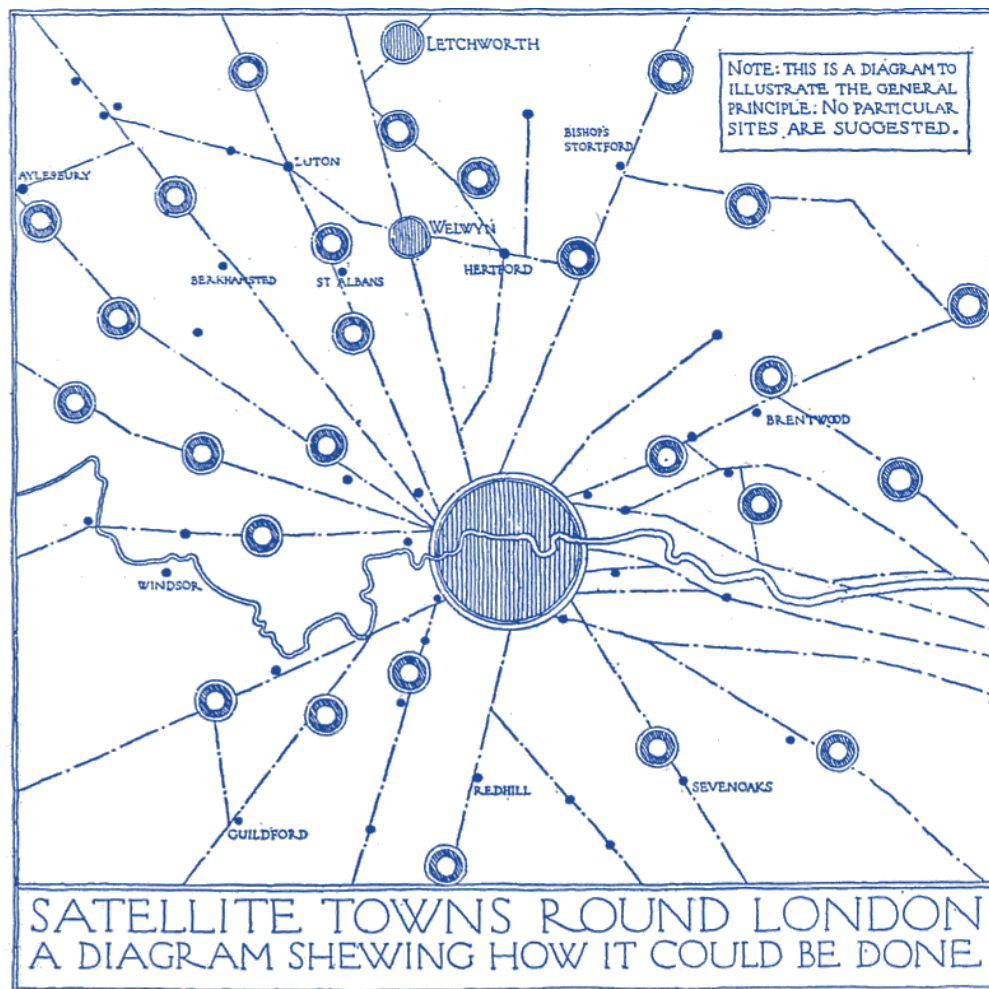 LETCHWORTH
NOTE: THIS IS A DIAGRAM TO
ILLUSTRATE THE GENERAL
PRINCIPLE: NO PARTICULAR
SITES ARE SUGGESTED.
BISHOP'S
STORTFORD
LUTON
AYLESBURY
WELWYN
HERTFORD
BERKHAMSTED
ST ALBANS
BRENTWOOD
WINDSOR
REDHILL
SEVENOAKS
GUILDFORD
SATELLITE TOWNS ROUND LONDON
A DIAGRAM SHEWING HOW IT COULD BE DONE